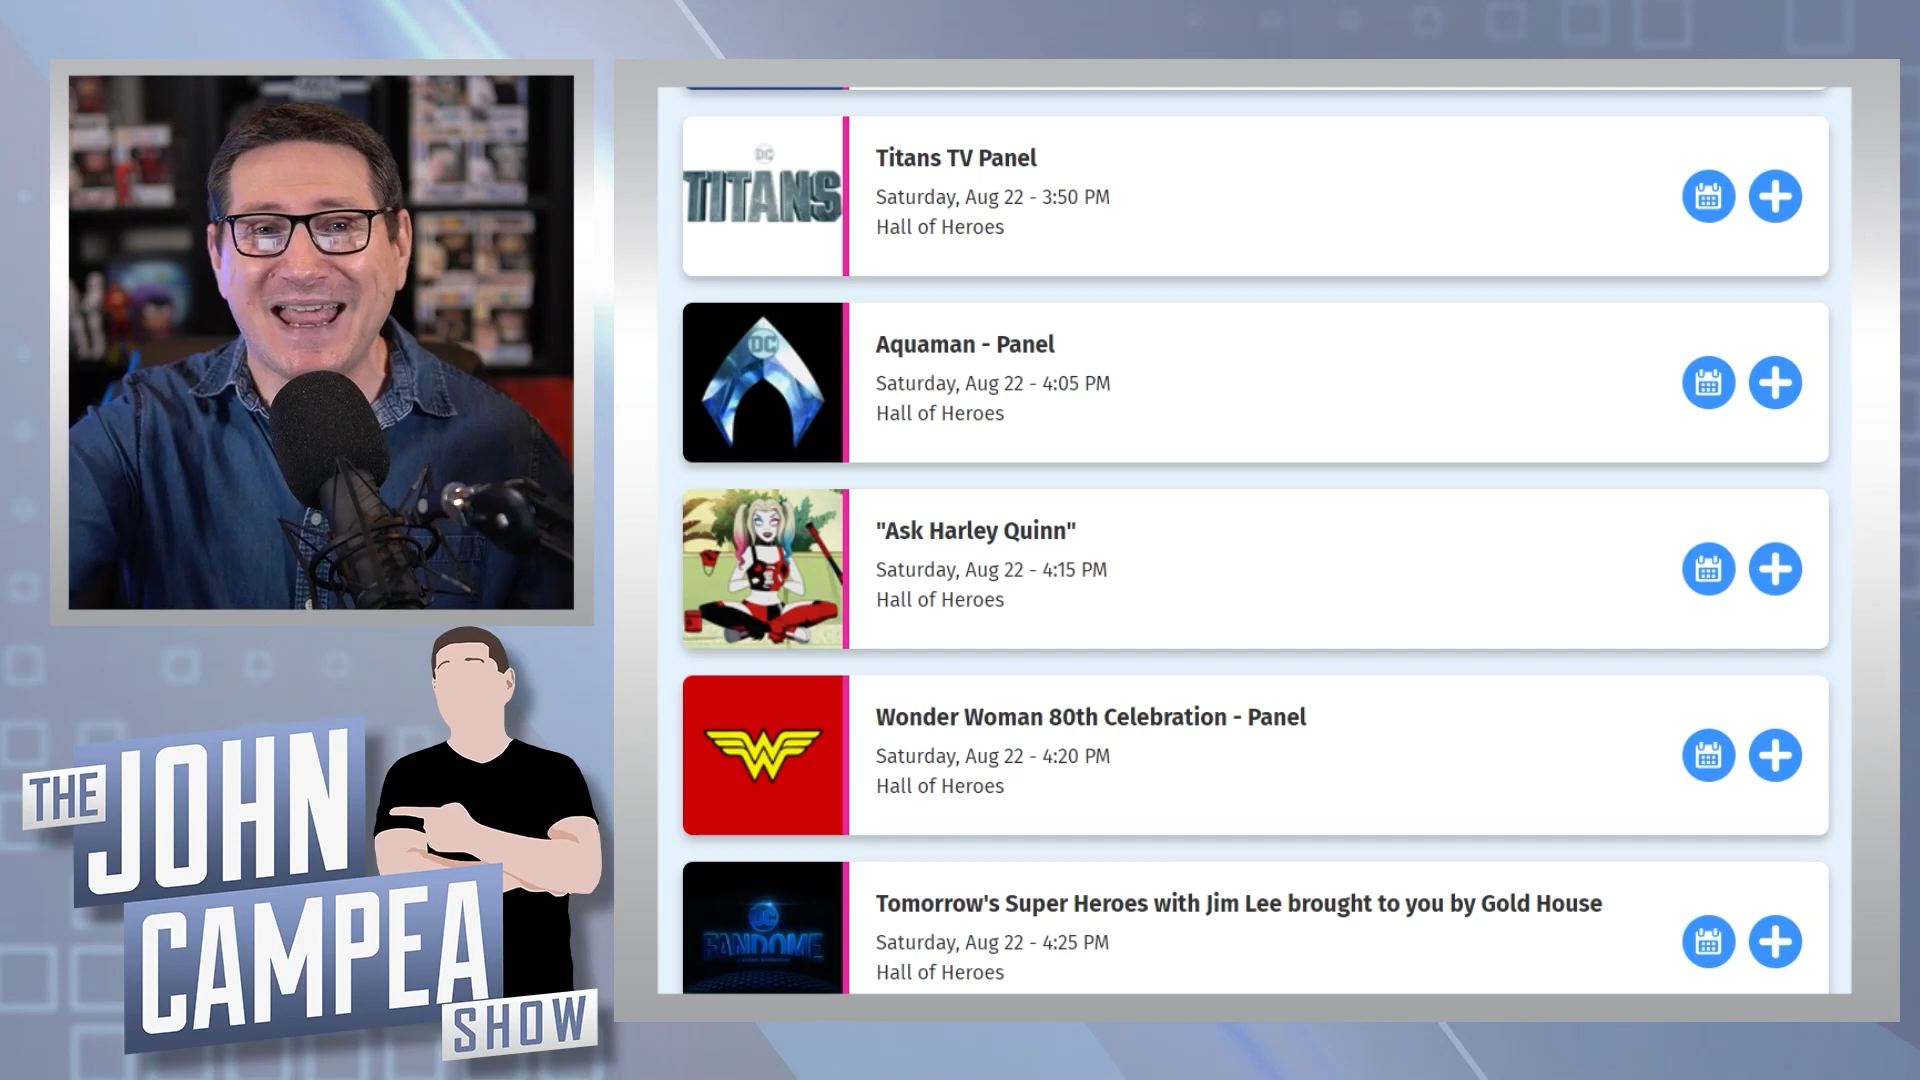 DC
TITANS
Titans TV Panel
Saturday, Aug 22 - 3:50 PM
Hall of Heroes
DC
Aquaman - Panel
Saturday, Aug 22 - 4:05 PM
Hall of Heroes
"Ask Harley Quinn"
Saturday, Aug 22 - 4:15 PM
Hall of Heroes
W
Wonder Woman 80th Celebration - Panel
Saturday, Aug 22 - 4:20 PM
Hall of Heroes
DC
FANDOME
Tomorrow's Super Heroes with Jim Lee brought to you by Gold House
Saturday, Aug 22 - 4:25 PM
Hall of Heroes
THE
JOHN
CAMPEA
SHOW